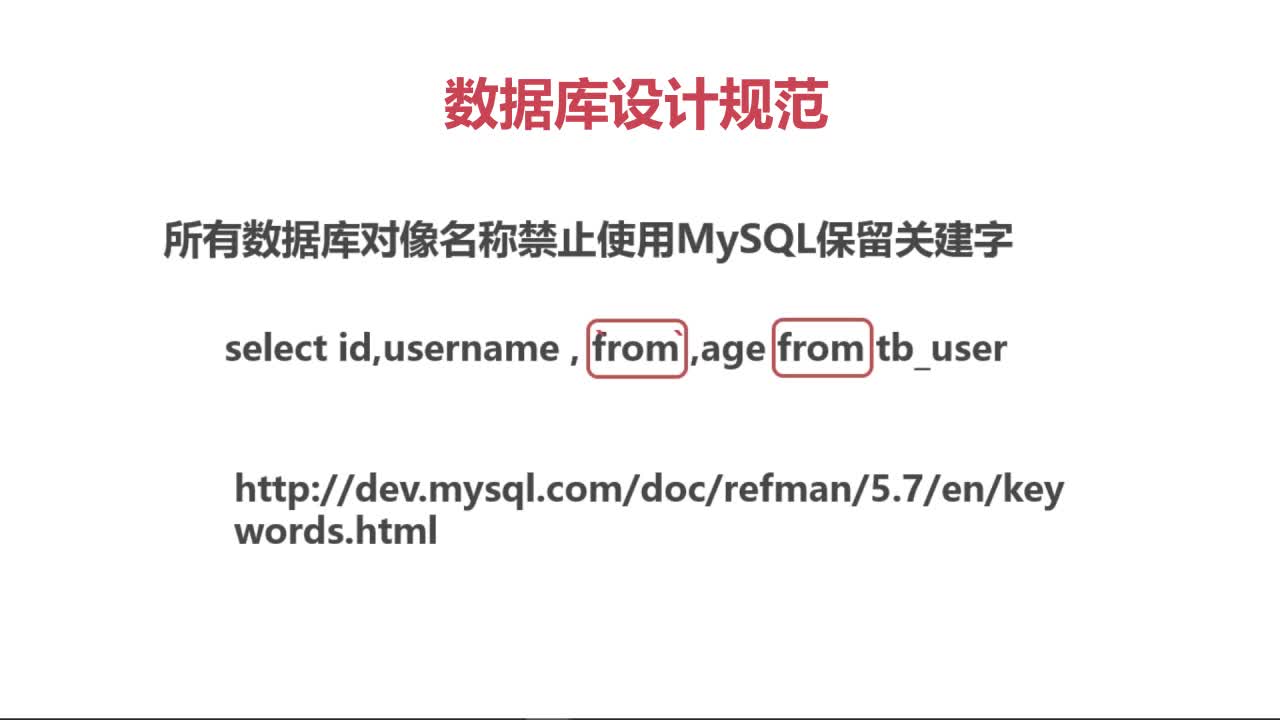 数据库设计规范
所有数据库对像名称禁止使用MySQL保留关建字
select id,username , `from` ,age from tb_user
http://dev.mysql.com/doc/refman/5.7/en/key
words.html